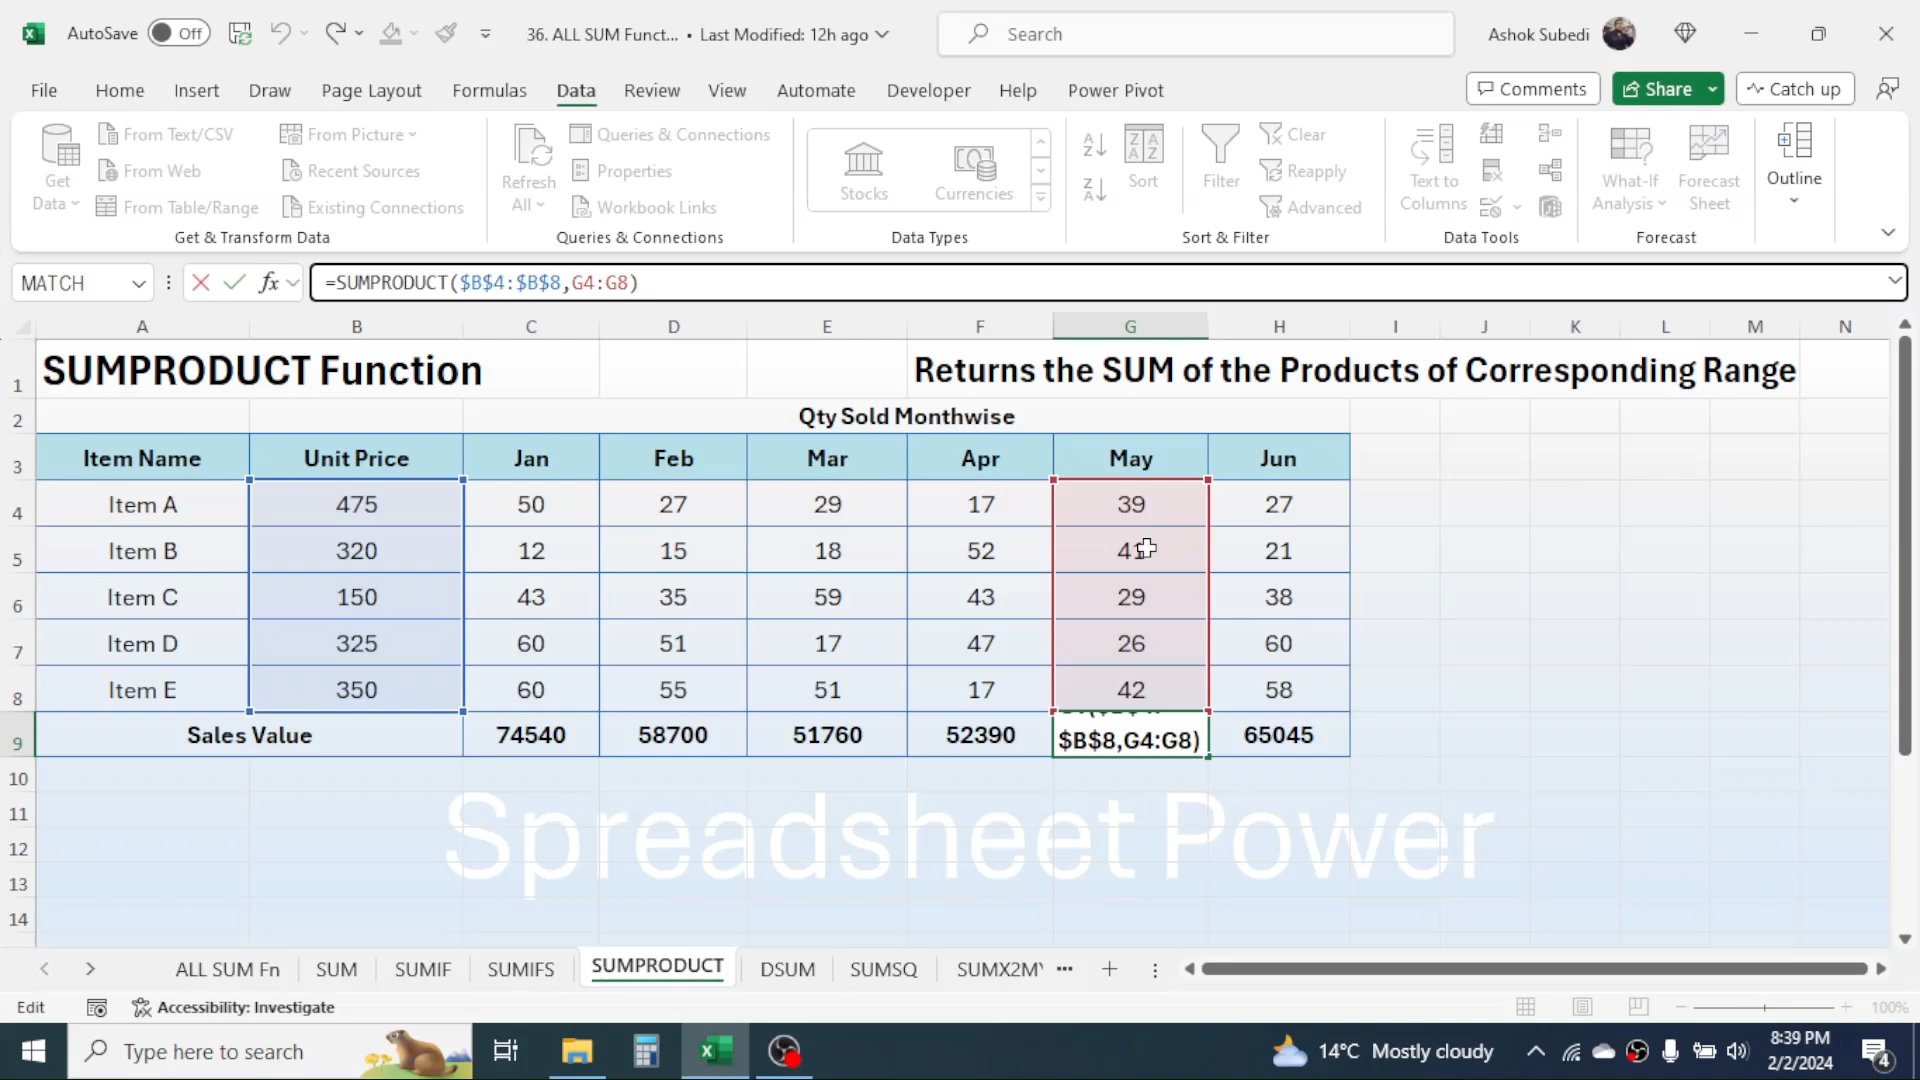 AutoSave Off 36. ALL SUM Funct... • Last Modified: 12h ago Search Ashok Subedi
File Home Insert Draw Page Layout Formulas Data Review View Automate Developer Help Power Pivot Comments Share Catch up
Get Data
From Text/CSV
From Web
From Table/Range
From Picture
Recent Sources
Existing Connections
Get & Transform Data
Refresh All
Queries & Connections
Properties
Workbook Links
Queries & Connections
Stocks Currencies
Data Types
Sort
Filter
Clear
Reapply
Advanced
Sort & Filter
Text to Columns
Data Tools
What-If Analysis
Forecast Sheet
Forecast
Outline
MATCH fx =SUMPRODUCT($B$4:$B$8,G4:G8)
A B C D E F G H I J K L M N
1 SUMPRODUCT Function Returns the SUM of the Products of Corresponding Range
2 Qty Sold Monthwise
3 Item Name Unit Price Jan Feb Mar Apr May Jun
4 Item A 475 50 27 29 17 39 27
5 Item B 320 12 15 18 52 41 21
6 Item C 150 43 35 59 43 29 38
7 Item D 325 60 51 17 47 26 60
8 Item E 350 60 55 51 17 42 58
9 Sales Value 74540 58700 51760 52390 $B$8,G4:G8) 65045
10
11
12
13
14
Spreadsheet Power
ALL SUM Fn SUM SUMIF SUMIFS SUMPRODUCT DSUM SUMSQ SUMX2MY ...
Edit Accessibility: Investigate 100%
Type here to search 14°C Mostly cloudy 8:39 PM
2/2/2024 4